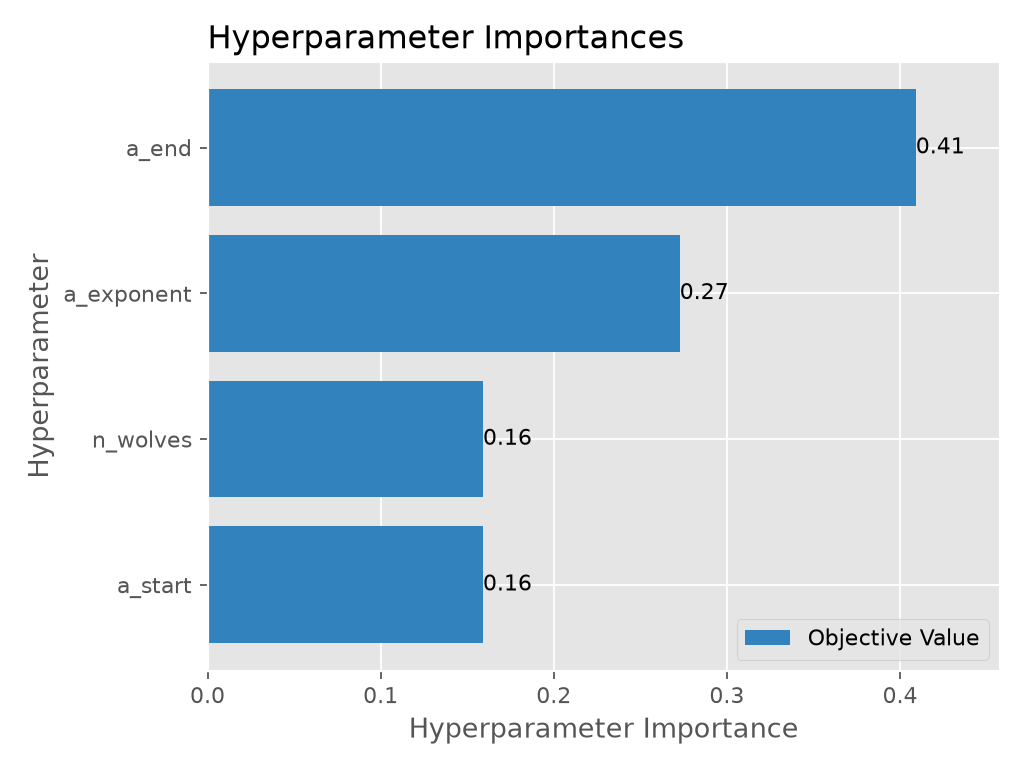 Hyperparameter Importances
a_end
0.41
a_exponent
0.27
n_wolves
0.16
a_start
0.16
Hyperparameter
Objective Value
0.0 0.1 0.2 0.3 0.4
Hyperparameter Importance